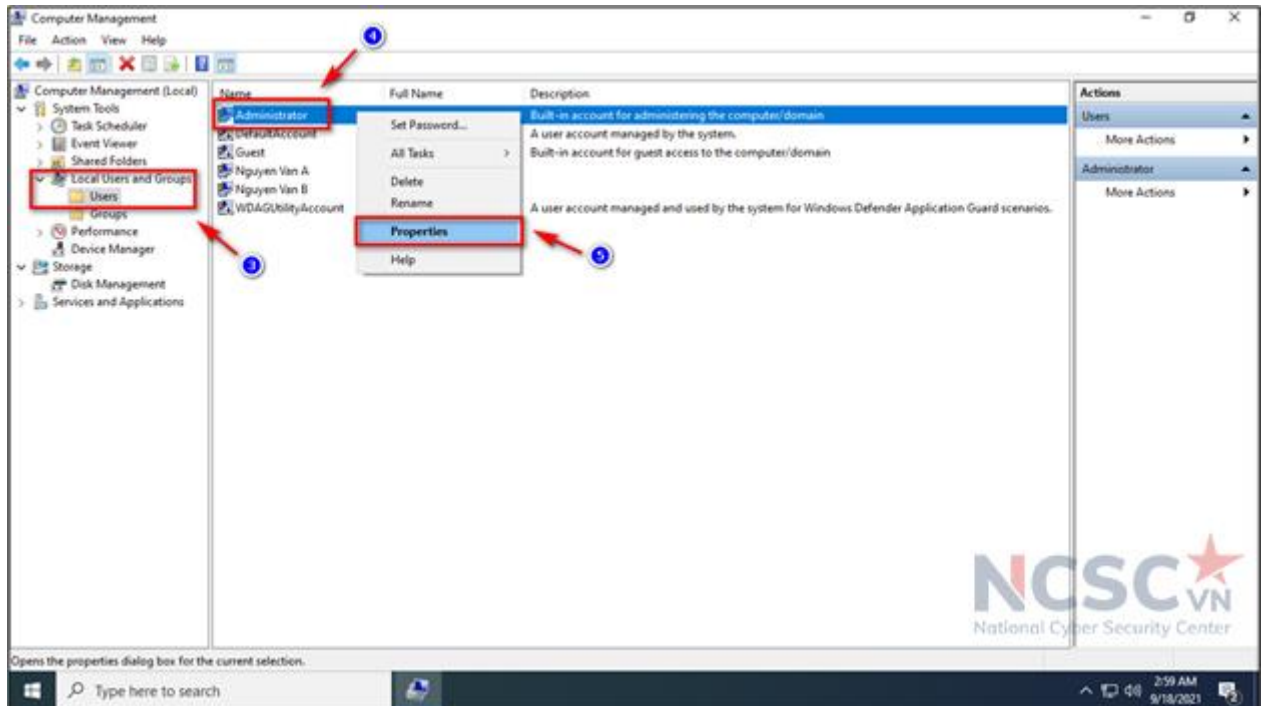 Computer Management
File Action View Help
4
Computer Management (Local)
System Tools
Task Scheduler
Event Viewer
Shared Folders
Local Users and Groups
Users
Groups
Performance
Device Manager
Storage
Disk Management
Services and Applications
3
Name Full Name Description
Administrator Built-in account for administering the computer/domain
DefaultAccount A user account managed by the system.
Guest Built-in account for guest access to the computer/domain
Nguyen Van A
Nguyen Van B
WDAGUtilityAccount A user account managed and used by the system for Windows Defender Application Guard scenarios.
Set Password...
All Tasks
Delete
Rename
Properties
Help
5
Actions
Users
More Actions
Administrator
More Actions
NCSC VN
National Cyber Security Center
Opens the properties dialog box for the current selection.
Type here to search
2:59 AM
9/18/2021
2